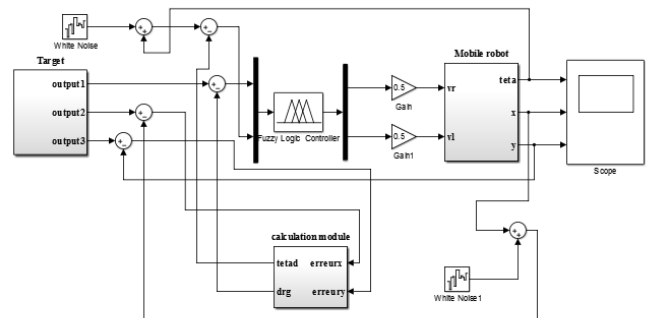 White Noise
Target
output1
output2
output3
Fuzzy Logic Controller
0.5
Gain
0.5
Gain1
Mobile robot
vr
vl
teta
x
y
Scope
calculation module
tetad
erreurx
drg
erreury
White Noise1